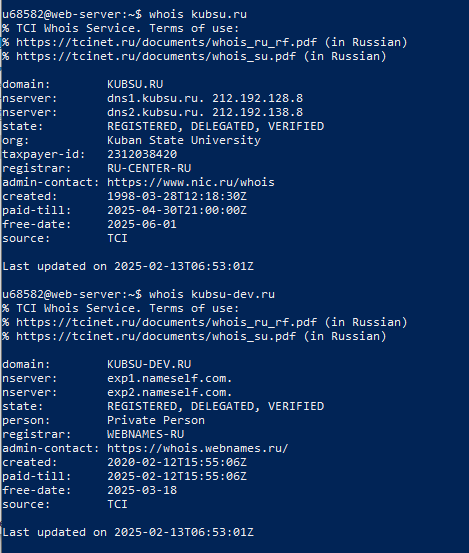 u68582@web-server:~$ whois kubsu.ru
% TCI Whois Service. Terms of use:
% https://tcinet.ru/documents/whois_ru_rf.pdf (in Russian)
% https://tcinet.ru/documents/whois_su.pdf (in Russian)

domain:        KUBSU.RU
nserver:       dns1.kubsu.ru. 212.192.128.8
nserver:       dns2.kubsu.ru. 212.192.138.8
state:         REGISTERED, DELEGATED, VERIFIED
org:           Kuban State University
taxpayer-id:   2312038420
registrar:     RU-CENTER-RU
admin-contact: https://www.nic.ru/whois
created:       1998-03-28T12:18:30Z
paid-till:     2025-04-30T21:00:00Z
free-date:     2025-06-01
source:        TCI

Last updated on 2025-02-13T06:53:01Z

u68582@web-server:~$ whois kubsu-dev.ru
% TCI Whois Service. Terms of use:
% https://tcinet.ru/documents/whois_ru_rf.pdf (in Russian)
% https://tcinet.ru/documents/whois_su.pdf (in Russian)

domain:        KUBSU-DEV.RU
nserver:       exp1.nameself.com.
nserver:       exp2.nameself.com.
state:         REGISTERED, DELEGATED, VERIFIED
person:        Private Person
registrar:     WEBNAMES-RU
admin-contact: https://whois.webnames.ru/
created:       2020-02-12T15:55:06Z
paid-till:     2025-02-12T15:55:06Z
free-date:     2025-03-18
source:        TCI

Last updated on 2025-02-13T06:53:01Z